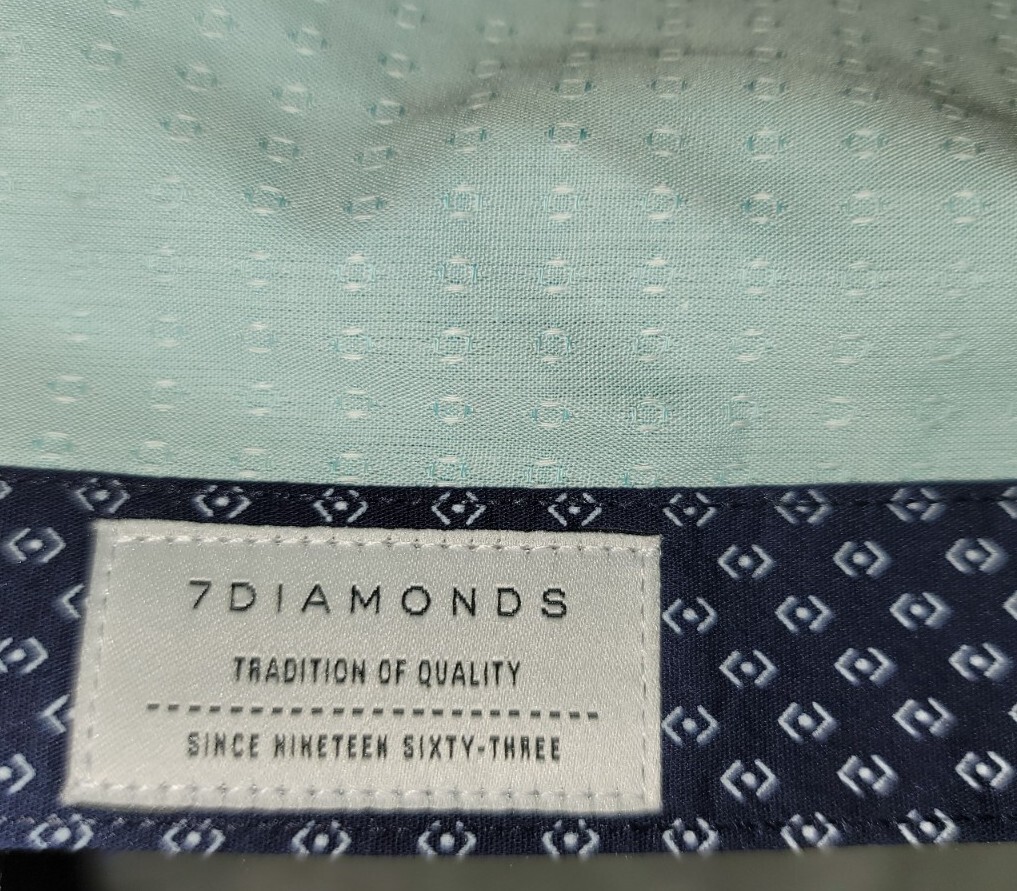 7DIAMONDS
TRADITION OF QUALITY
SINCE NINETEEN SIXTY-THREE